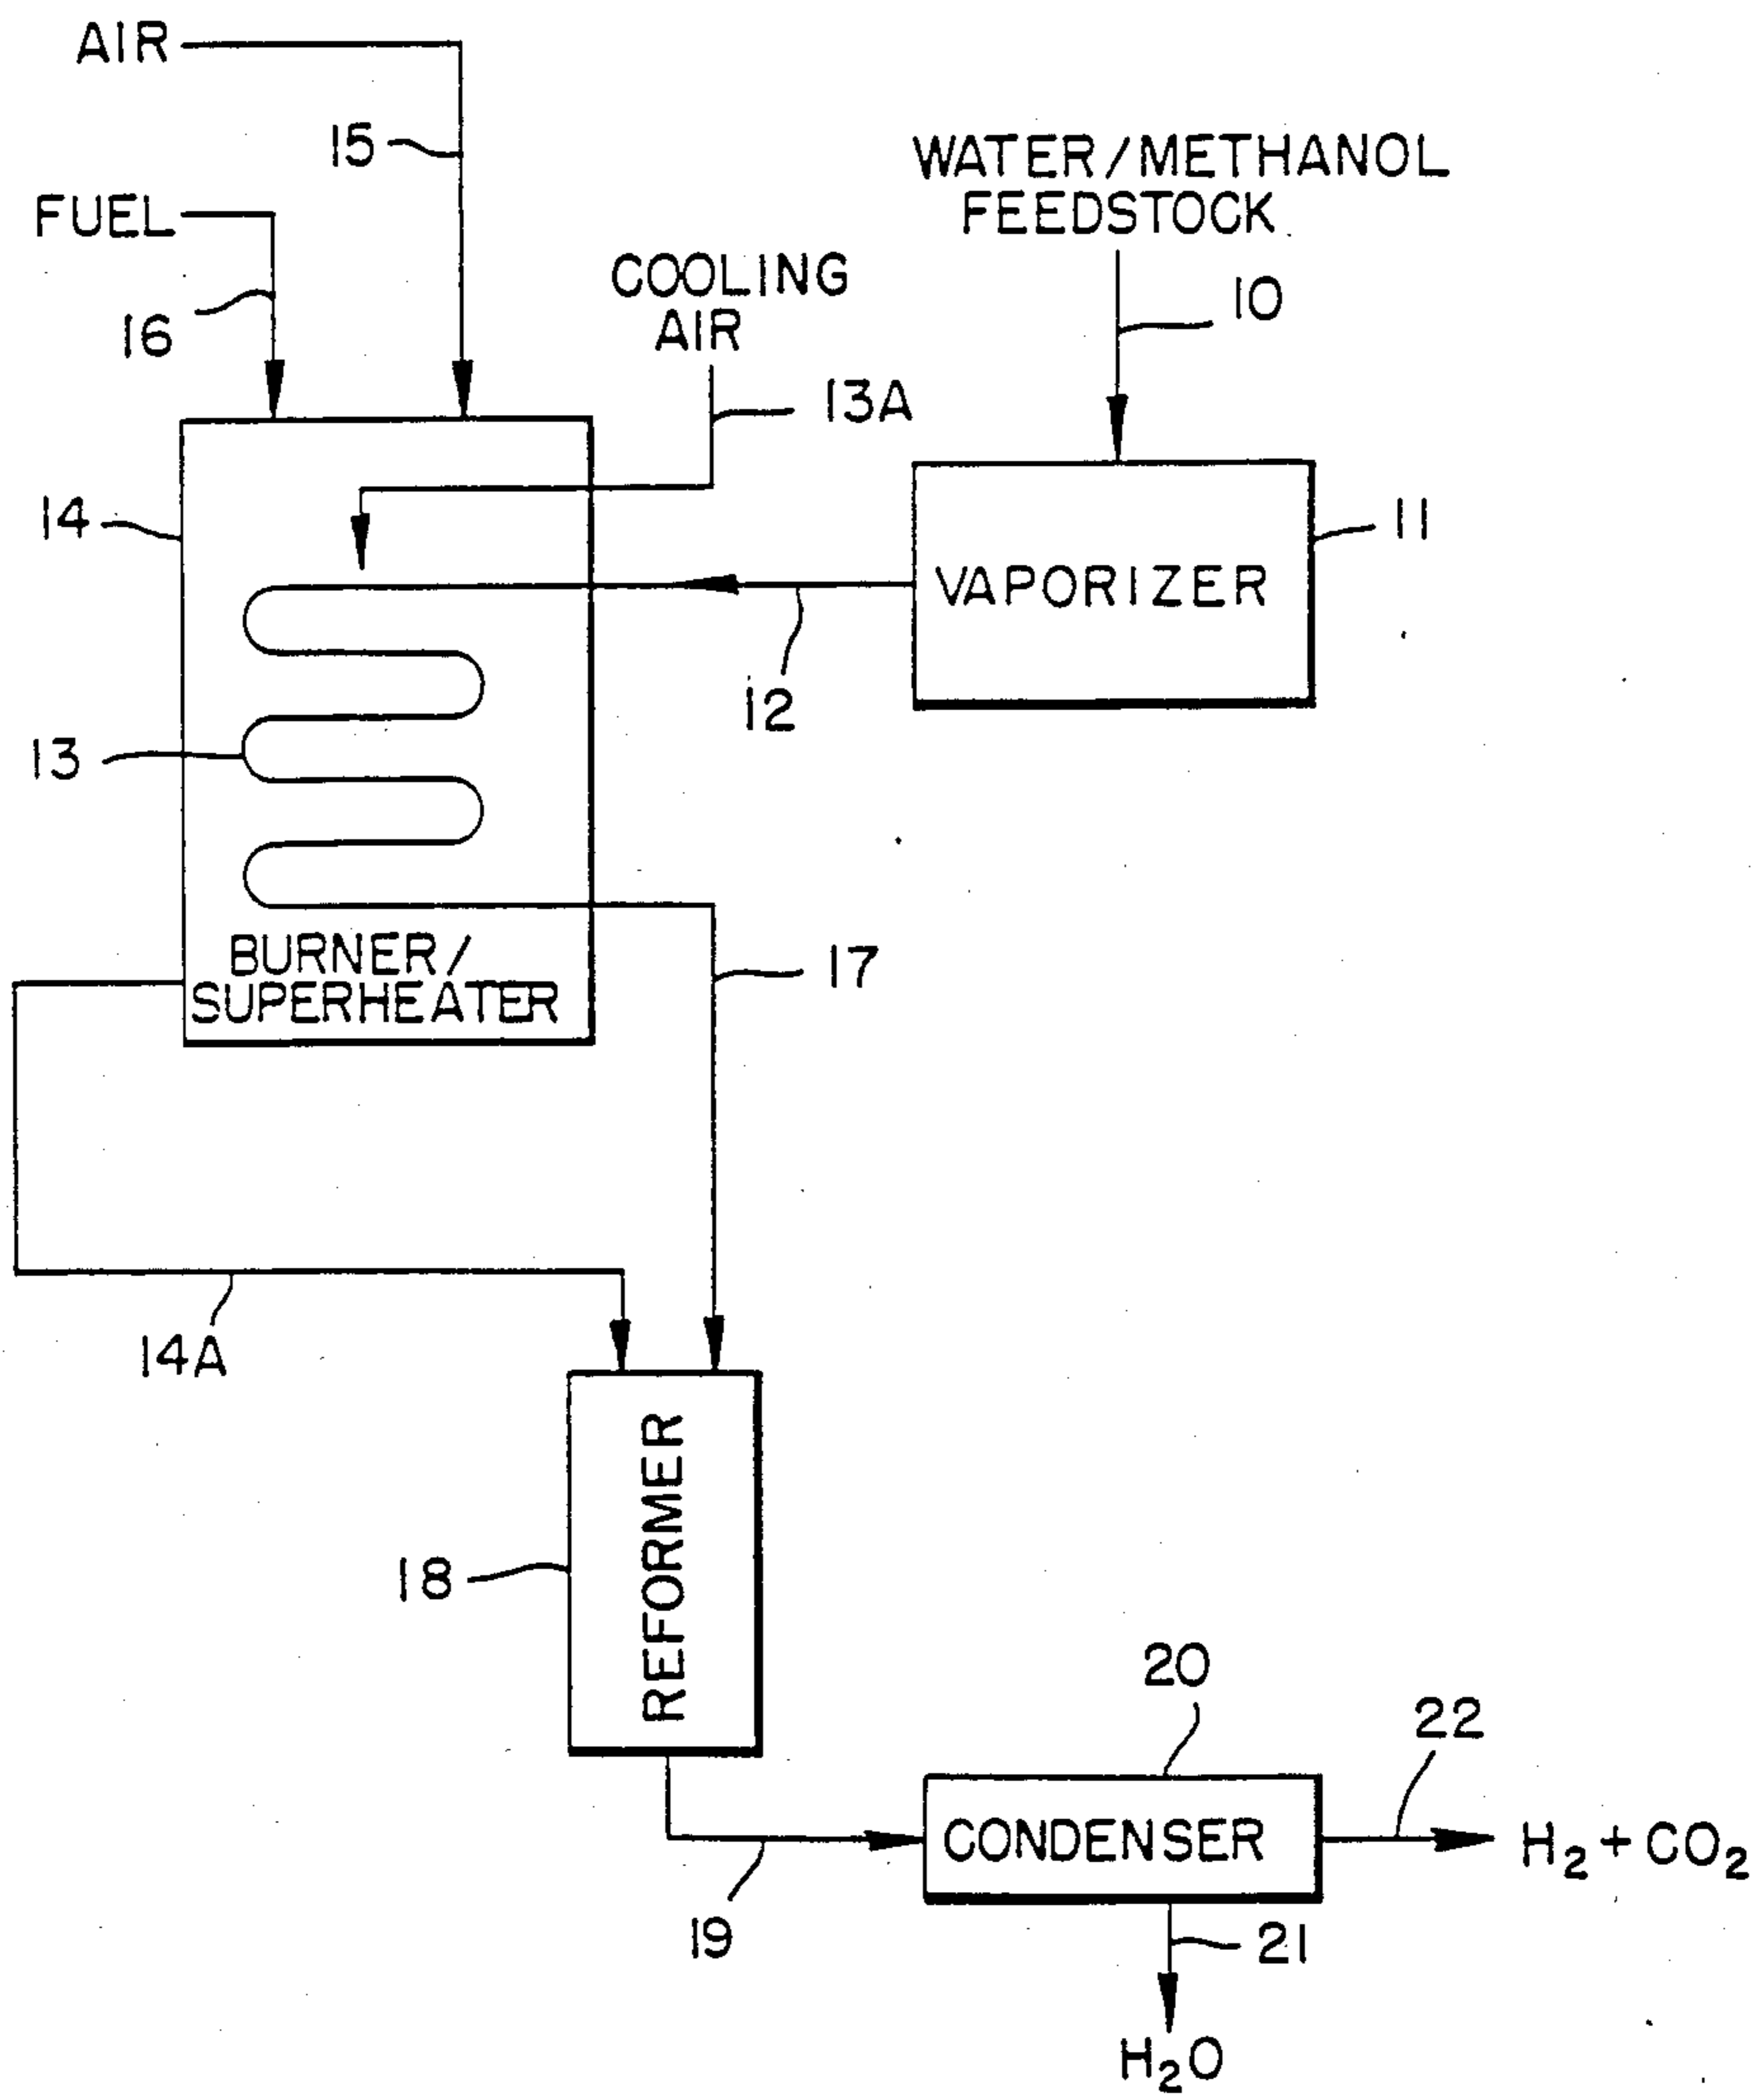 AIR
15
WATER/METHANOL
FEEDSTOCK
FUEL
COOLING
AIR
10
16
13A
14
11
VAPORIZER
12
13
BURNER/
SUPERHEATER
17
14A
REFORMER
18
20
22
CONDENSER
H₂+CO₂
19
21
H₂O